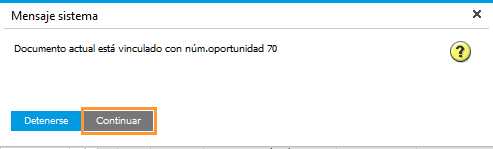 Mensaje sistema
Documento actual está vinculado con núm.oportunidad 70
Detenerse Continuar